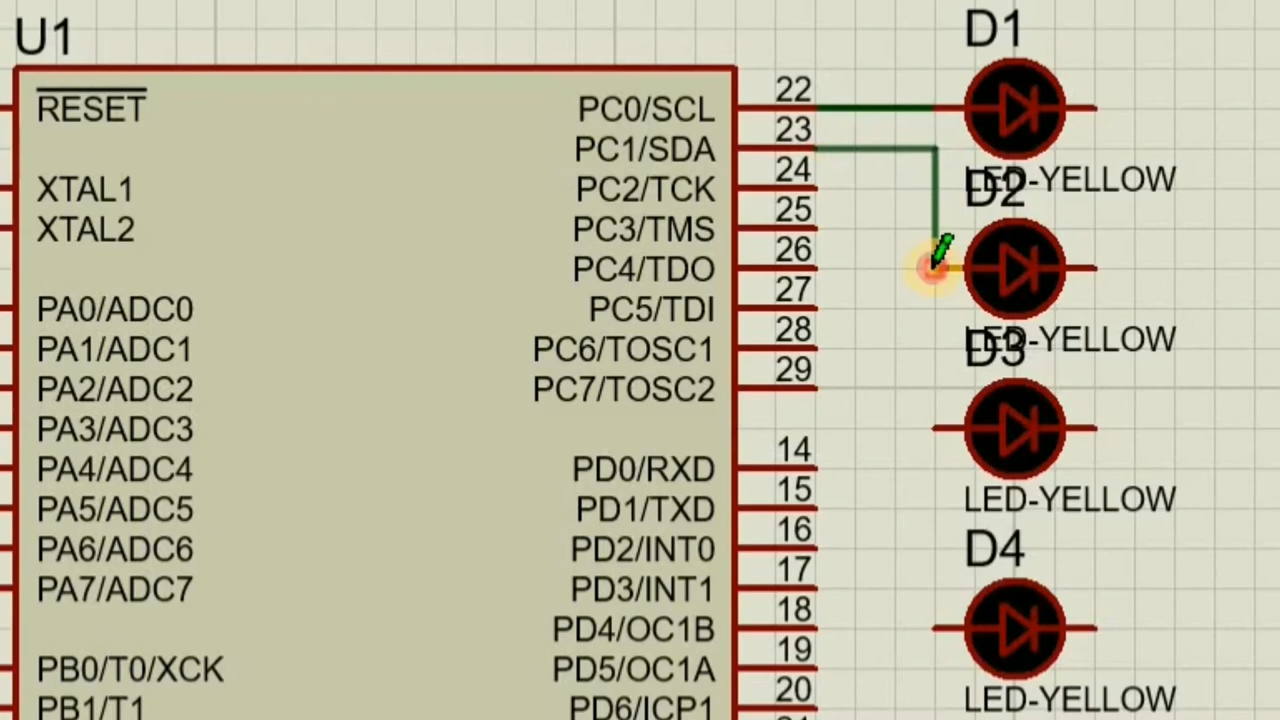 U1
RESET
XTAL1
XTAL2
PA0/ADC0
PA1/ADC1
PA2/ADC2
PA3/ADC3
PA4/ADC4
PA5/ADC5
PA6/ADC6
PA7/ADC7
PB0/T0/XCK
PB1/T1
PC0/SCL 22
PC1/SDA 23
PC2/TCK 24
PC3/TMS 25
PC4/TDO 26
PC5/TDI 27
PC6/TOSC1 28
PC7/TOSC2 29
PD0/RXD 14
PD1/TXD 15
PD2/INT0 16
PD3/INT1 17
PD4/OC1B 18
PD5/OC1A 19
PD6/ICP1 20
21
D1
LED-YELLOW
D2
LED-YELLOW
D3
LED-YELLOW
D4
LED-YELLOW